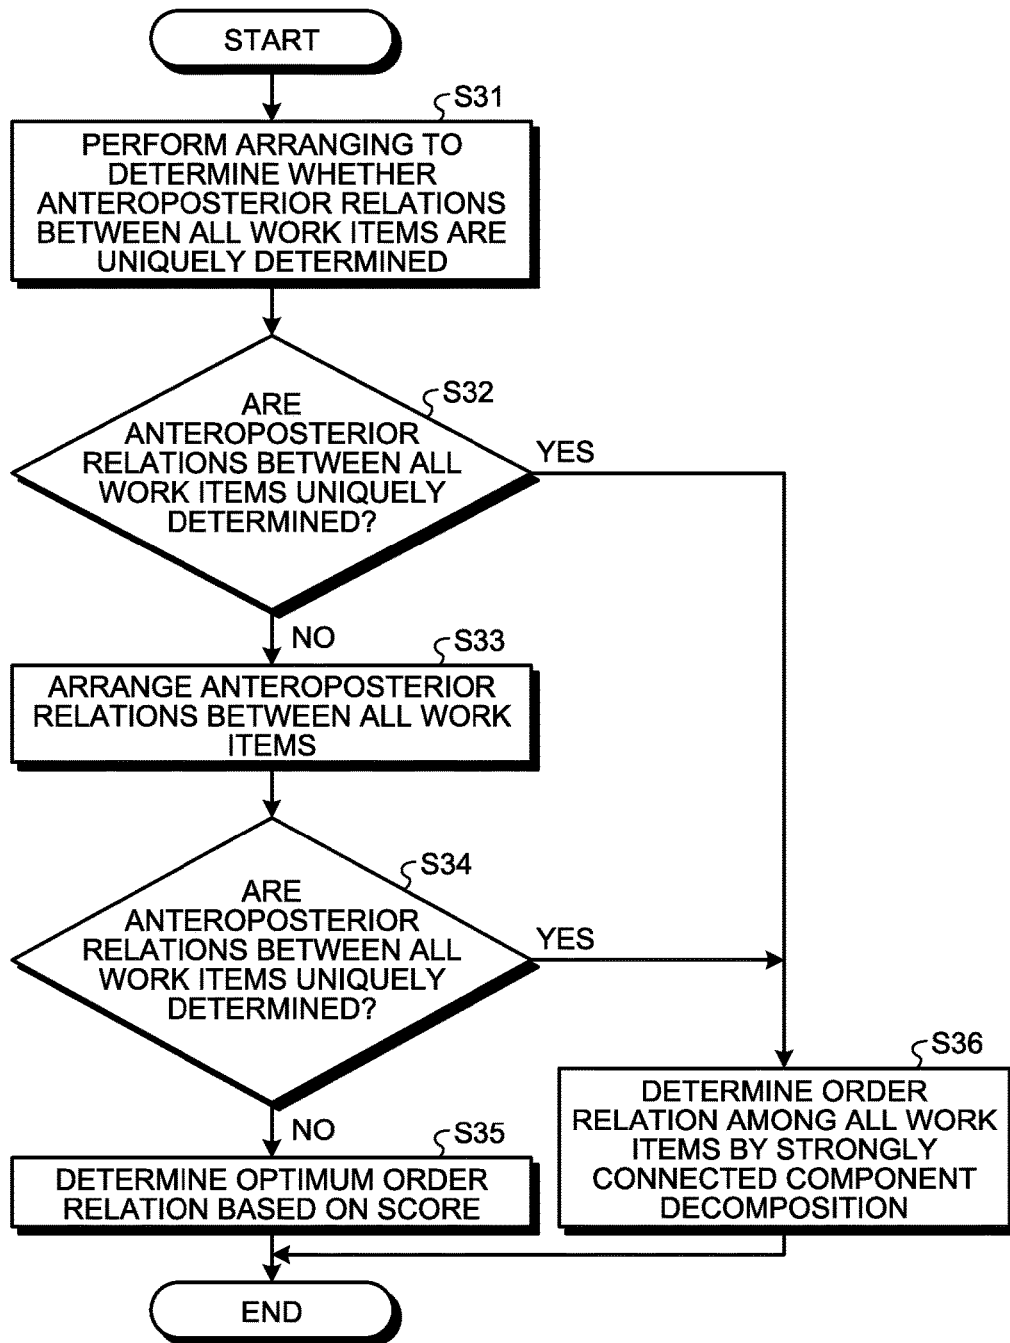 START
S31
PERFORM ARRANGING TO
DETERMINE WHETHER
ANTEROPOSTERIOR RELATIONS
BETWEEN ALL WORK ITEMS ARE
UNIQUELY DETERMINED
S32
ARE
ANTEROPOSTERIOR
RELATIONS BETWEEN ALL
WORK ITEMS UNIQUELY
DETERMINED?
YES
NO
S33
ARRANGE ANTEROPOSTERIOR
RELATIONS BETWEEN ALL WORK
ITEMS
S34
ARE
ANTEROPOSTERIOR
RELATIONS BETWEEN ALL
WORK ITEMS UNIQUELY
DETERMINED?
YES
NO
S35
DETERMINE OPTIMUM ORDER
RELATION BASED ON SCORE
S36
DETERMINE ORDER
RELATION AMONG ALL WORK
ITEMS BY STRONGLY
CONNECTED COMPONENT
DECOMPOSITION
END